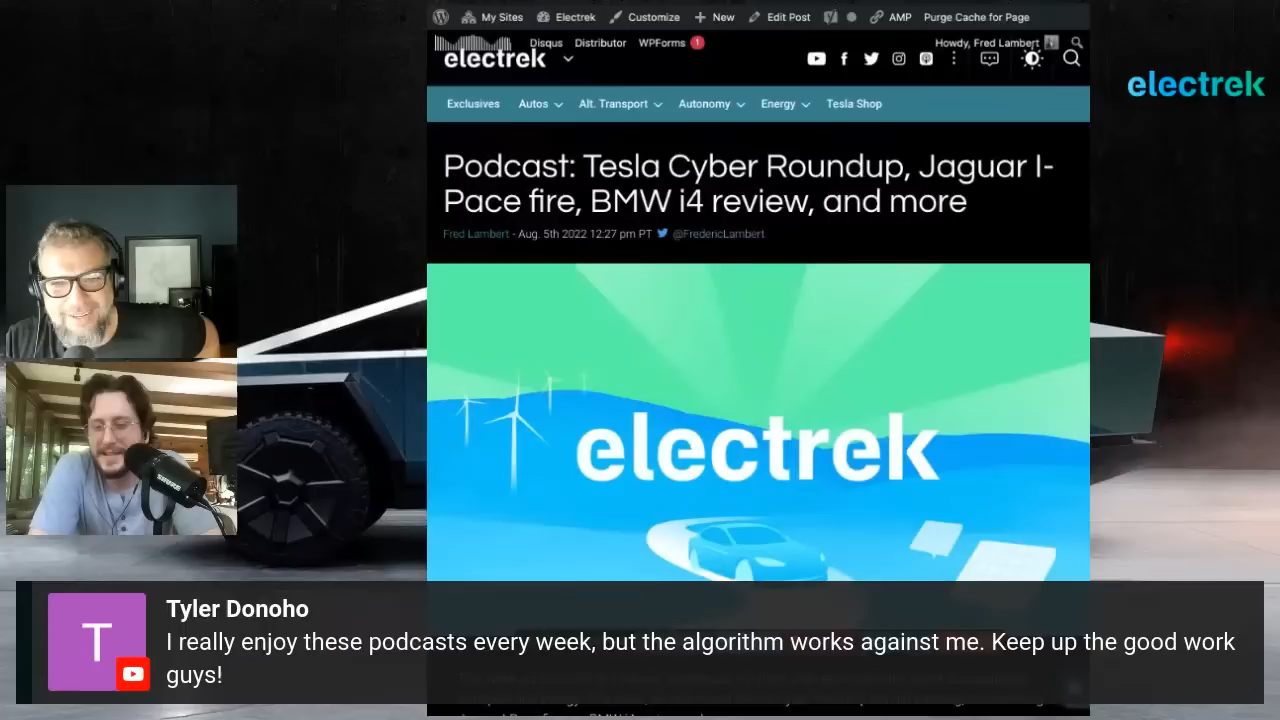 My Sites Electrek Customize New Edit Post AMP Purge Cache for Page
Disqus Distributor WPForms 1 Howdy, Fred Lambert
electrek
electrek
Exclusives Autos Alt. Transport Autonomy Energy Tesla Shop
Podcast: Tesla Cyber Roundup, Jaguar I-
Pace fire, BMW i4 review, and more
Fred Lambert - Aug. 5th 2022 12:27 pm PT @FredericLambert
electrek
SHURE
T
Tyler Donoho
I really enjoy these podcasts every week, but the algorithm works against me. Keep up the good work
guys!